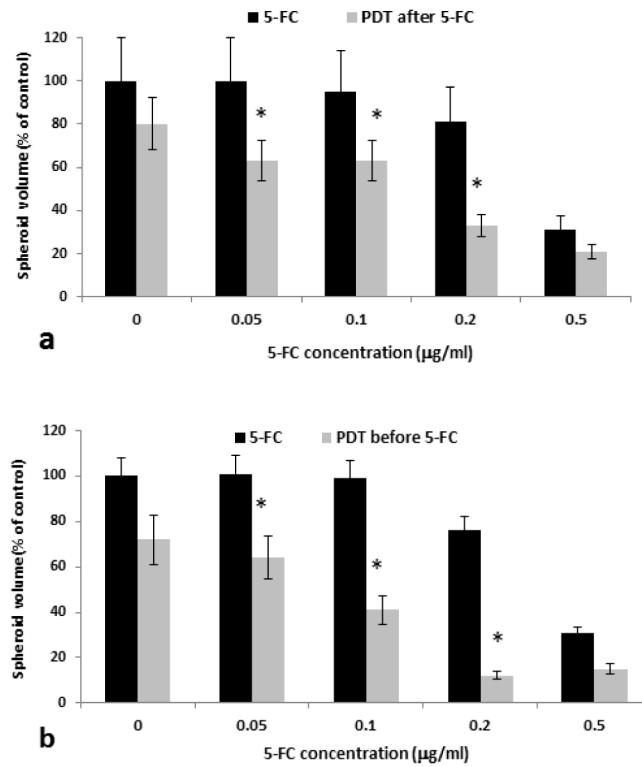 5-FC PDT after 5-FC
120
100
80
60
40
20
0
Spheroid volume (% of control)
* * *
0 0.05 0.1 0.2 0.5
5-FC concentration (µg/ml)
a
5-FC PDT before 5-FC
120
100
80
60
40
20
0
Spheroid volume (% of control)
* * *
0 0.05 0.1 0.2 0.5
5-FC concentration (µg/ml)
b